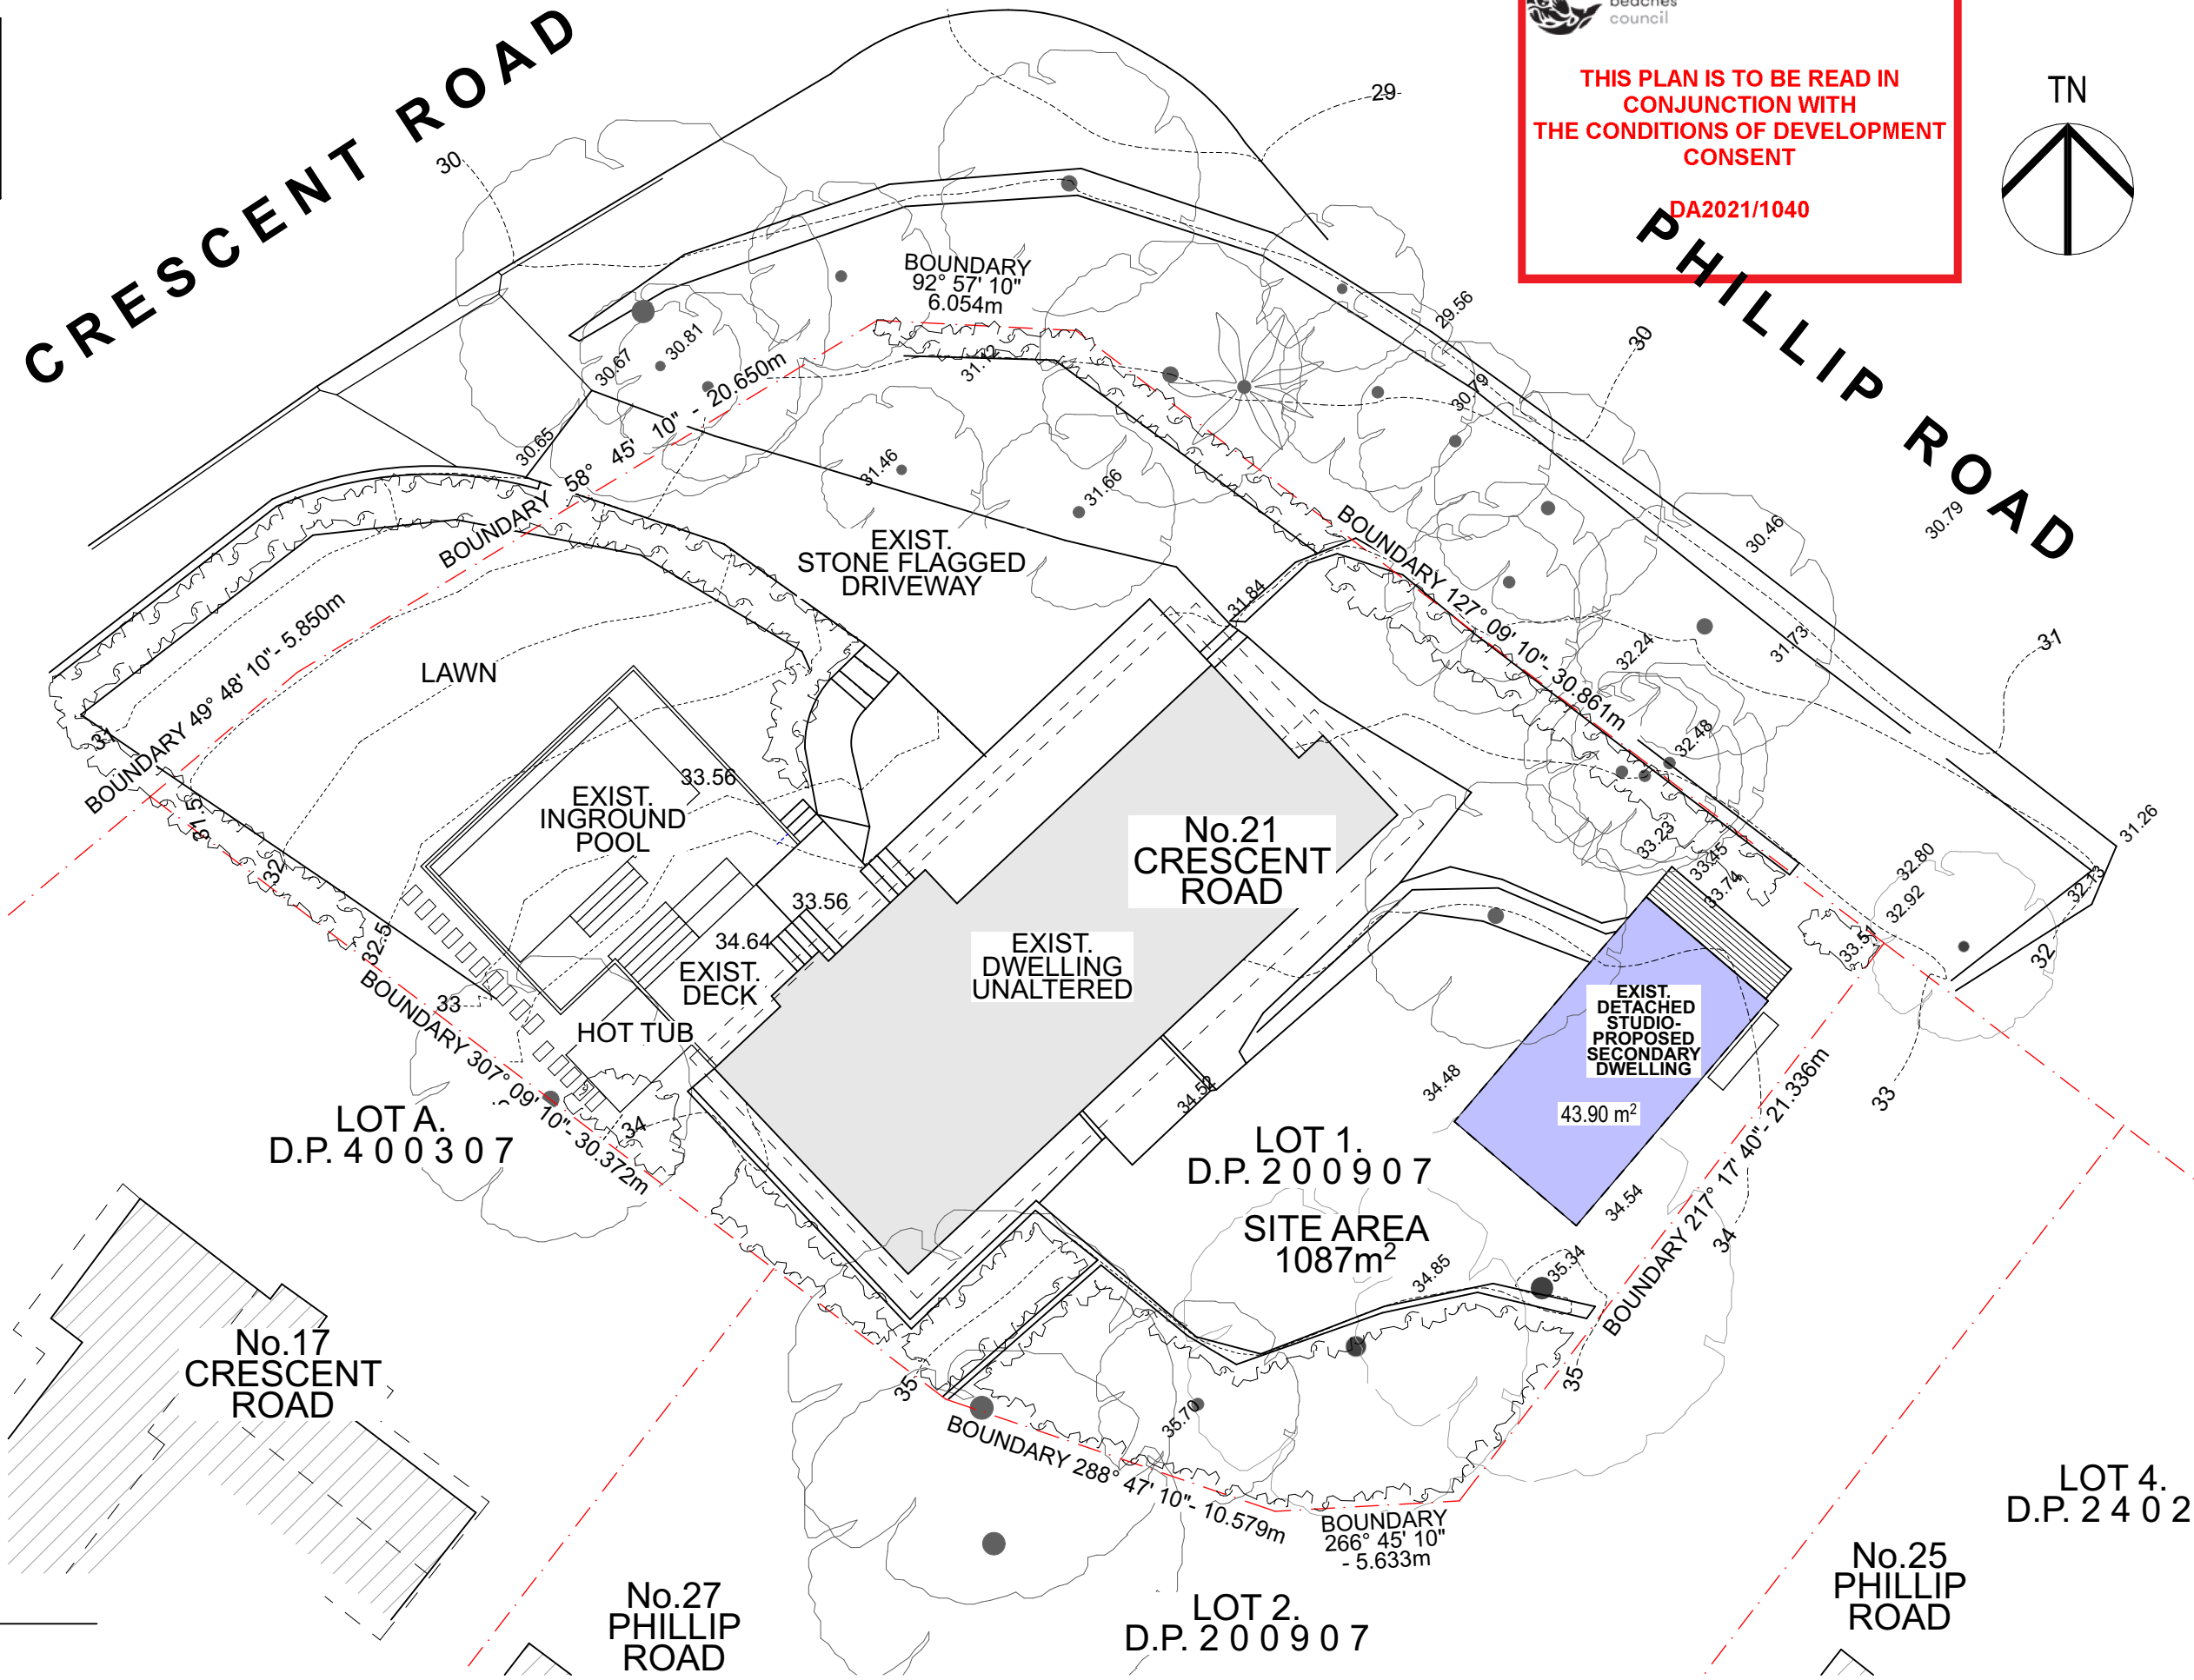 beaches
council
THIS PLAN IS TO BE READ IN
CONJUNCTION WITH
THE CONDITIONS OF DEVELOPMENT
CONSENT
DA2021/1040
TN
CRESCENT ROAD
PHILLIP ROAD
29
30
BOUNDARY
92° 57' 10"
6.054m
29.56
30
30.67
30.81
31.12
30.79
30.65
BOUNDARY 58° 45' 10" - 20.650m
31.46
31.66
30.46
30.79
EXIST.
STONE FLAGGED
DRIVEWAY
BOUNDARY 127° 09' 10"- 30.861m
31.84
32.24
31.73
31
BOUNDARY 49° 48' 10"- 5.850m
LAWN
31
31.5
32
32.5
33
33.56
EXIST.
INGROUND
POOL
32.48
33.23
33.45
33.74
31.26
32.80
32.92
32.13
33.51
32
No.21
CRESCENT
ROAD
33.56
34.64
EXIST.
DECK
EXIST.
DWELLING
UNALTERED
HOT TUB
EXIST.
DETACHED
STUDIO-
PROPOSED
SECONDARY
DWELLING
43.90 m²
34.48
34.52
33
BOUNDARY 307° 09' 10"- 30.372m
34
LOT A.
D.P. 4 0 0 3 0 7
LOT 1.
D.P. 2 0 0 9 0 7
SITE AREA
1087m²
34.54
BOUNDARY 217° 17' 40"- 21.336m
34
35.34
34.85
35
35
35.70
No.17
CRESCENT
ROAD
BOUNDARY 288° 47' 10"- 10.579m
BOUNDARY
266° 45' 10"
- 5.633m
LOT 4.
D.P. 2 4 0 2
No.25
PHILLIP
ROAD
No.27
PHILLIP
ROAD
LOT 2.
D.P. 2 0 0 9 0 7